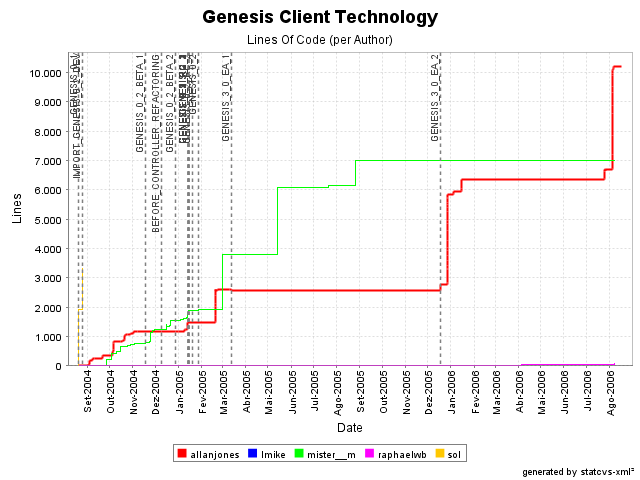 Genesis Client Technology
Lines Of Code (per Author)
10.000
9.000
8.000
7.000
6.000
5.000
4.000
3.000
2.000
1.000
0
Lines
GENESIS_0_2_BETA_1
BEFORE_CONTROLLER_REFACTORING
GENESIS_0_2_BETA_2
GENESIS_3_0_EA_1
GENESIS_3_0_EA_2
Set-2004
Out-2004
Nov-2004
Dez-2004
Jan-2005
Fev-2005
Mar-2005
Abr-2005
Mai-2005
Jun-2005
Jul-2005
Ago-2005
Set-2005
Out-2005
Nov-2005
Dez-2005
Jan-2006
Fev-2006
Mar-2006
Abr-2006
Mai-2006
Jun-2006
Jul-2006
Ago-2006
Date
allanjones lmike mister___m raphaelwb sol
generated by statcvs-xml²